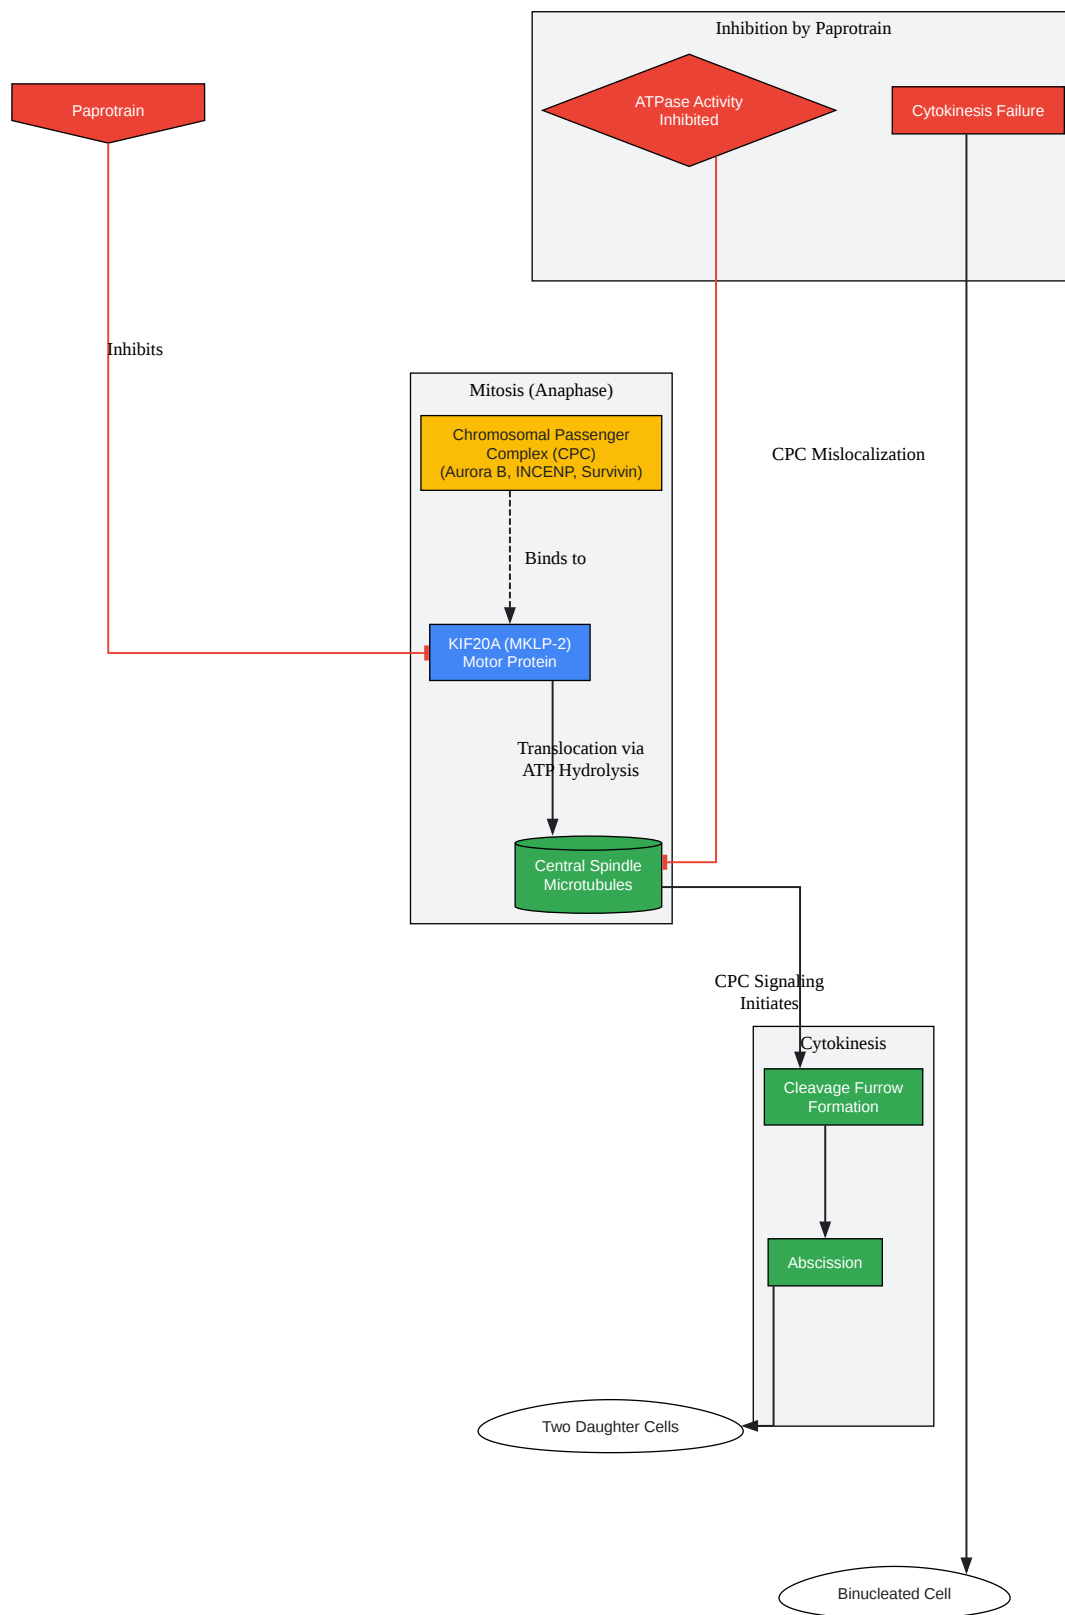 Inhibition by Paprotrain
Paprotrain
ATPase Activity
Inhibited
Cytokinesis Failure
Inhibits
Mitosis (Anaphase)
Chromosomal Passenger
Complex (CPC)
(Aurora B, INCENP, Survivin)
CPC Mislocalization
Binds to
KIF20A (MKLP-2)
Motor Protein
Translocation via
ATP Hydrolysis
Central Spindle
Microtubules
CPC Signaling
Initiates
Cytokinesis
Cleavage Furrow
Formation
Abscission
Two Daughter Cells
Binucleated Cell